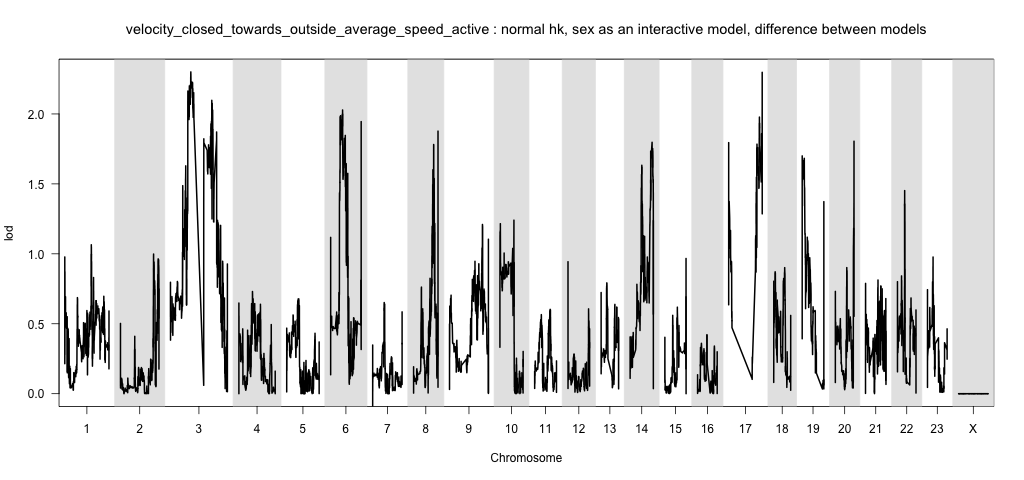 velocity_closed_towards_outside_average_speed_active : normal hk, sex as an interactive model, difference between models
lod
2.0
1.5
1.0
0.5
0.0
1 2 3 4 5 6 7 8 9 10 11 12 13 14 15 16 17 18 19 20 21 22 23 X
Chromosome